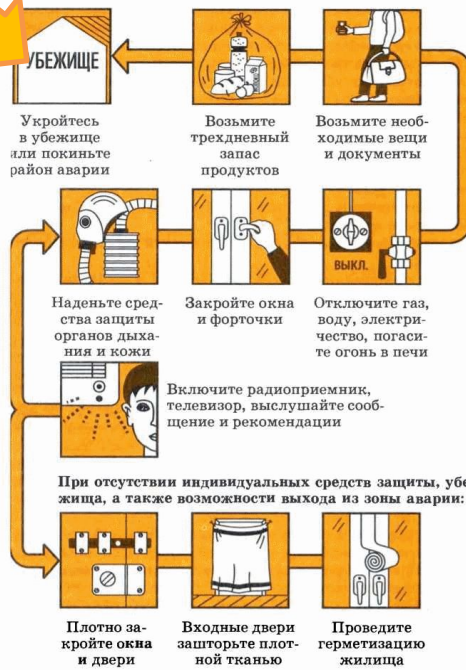 УБЕЖИЩЕ
Укройтесь
в убежище
или покиньте
район аварии
Возьмите
трехдневный
запас
продуктов
Возьмите необ-
ходимые вещи
и документы
ВЫКЛ.
Наденьте сред-
ства защиты
органов дыха-
ния и кожи
Закройте окна
и форточки
Отключите газ,
воду, электри-
чество, погаси-
те огонь в печи
Включите радиоприемник,
телевизор, выслушайте сооб-
щение и рекомендации
При отсутствии индивидуальных средств защиты, убе
жища, а также возможности выхода из зоны аварии:
Плотно за-
кройте окна
и двери
Входные двери
зашторьте плот-
ной тканью
Проведите
герметизацию
жилища